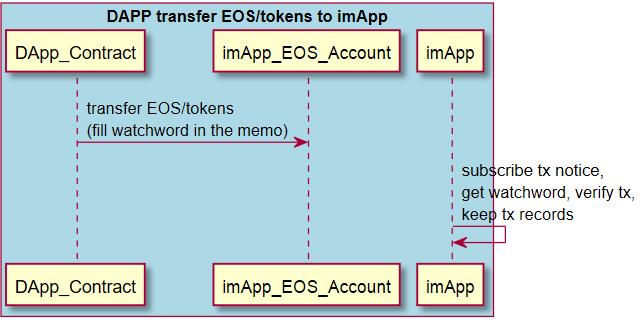 DAPP transfer EOS/tokens to imApp
DApp_Contract
imApp_EOS_Account
imApp
transfer EOS/tokens
(fill watchword in the memo)
subscribe tx notice,
get watchword, verify tx,
keep tx records
DApp_Contract
imApp_EOS_Account
imApp